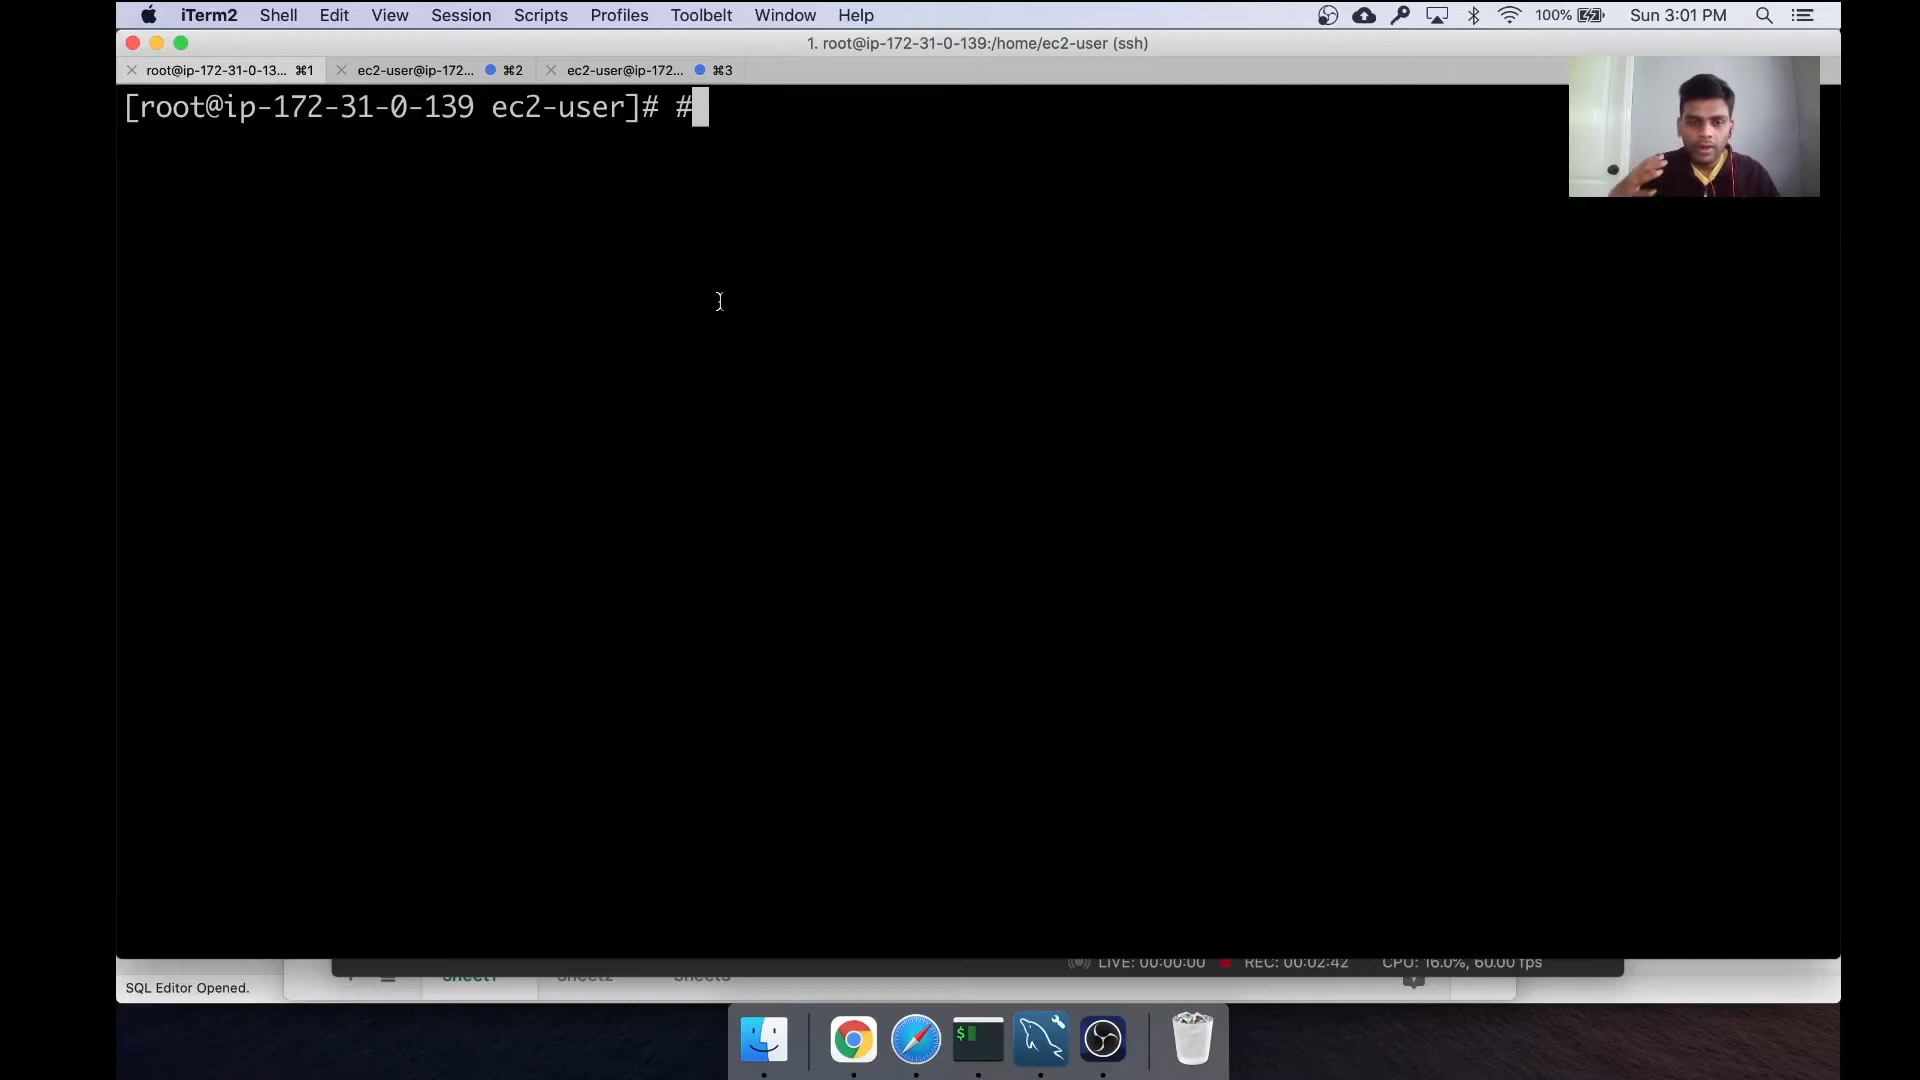 iTerm2 Shell Edit View Session Scripts Profiles Toolbelt Window Help 100% Sun 3:01 PM
1. root@ip-172-31-0-139:/home/ec2-user (ssh)
root@ip-172-31-0-13... ⌘1 ec2-user@ip-172... ⌘2 ec2-user@ip-172... ⌘3
[root@ip-172-31-0-139 ec2-user]# #
LIVE: 00:00:00 REC: 00:02:42 CPU: 16.0%, 60.00 fps
Sheet1 Sheet2 Sheet3
SQL Editor Opened.
$